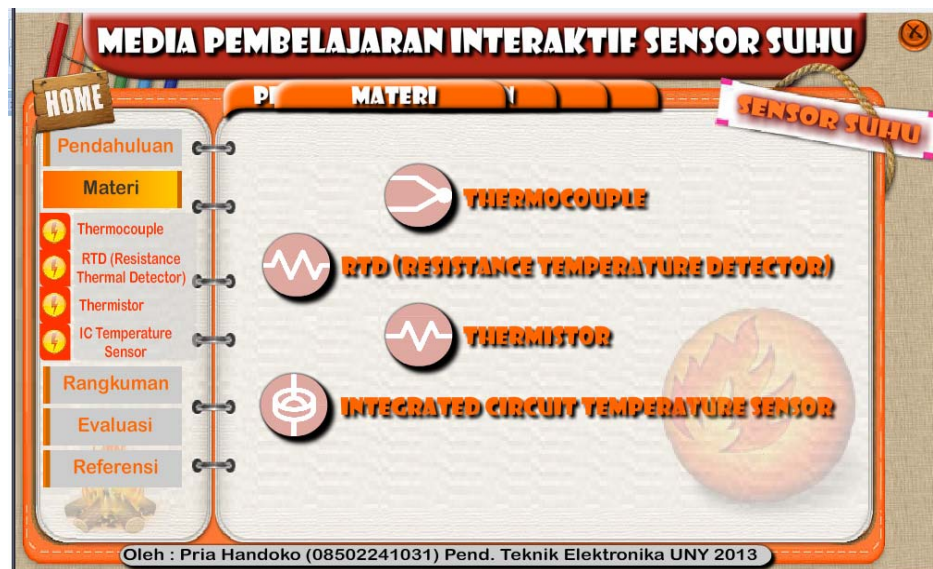 MEDIA PEMBELAJARAN INTERAKTIF SENSOR SUHU
HOME
MATERI
SENSOR SUHU
Pendahuluan
Materi
Thermocouple
RTD (Resistance
Thermal Detector)
Thermistor
IC Temperature
Sensor
Rangkuman
Evaluasi
Referensi
THERMOCOUPLE
RTD (RESISTANCE TEMPERATURE DETECTOR)
THERMISTOR
INTEGRATED CIRCUIT TEMPERATURE SENSOR
Oleh : Pria Handoko (08502241031) Pend. Teknik Elektronika UNY 2013